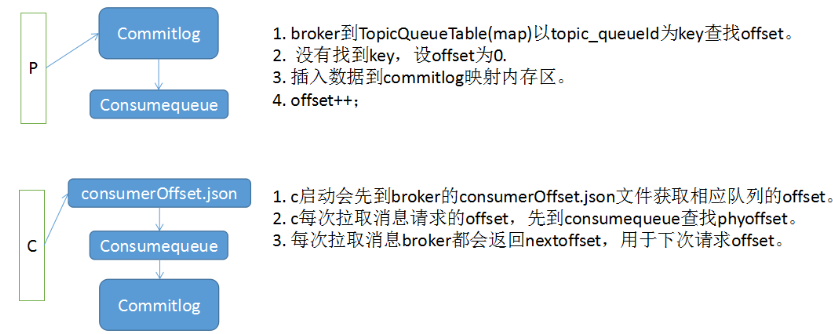 P
Commitlog
Consumequeue
1. broker到TopicQueueTable(map)以topic_queueId为key查找offset。
2. 没有找到key，设offset为0.
3. 插入数据到commitlog映射内存区。
4. offset++；
C
consumerOffset.json
Consumequeue
Commitlog
1. c启动会先到broker的consumerOffset.json文件获取相应队列的offset。
2. c每次拉取消息请求的offset，先到consumequeue查找phyoffset。
3. 每次拉取消息broker都会返回nextoffset，用于下次请求offset。